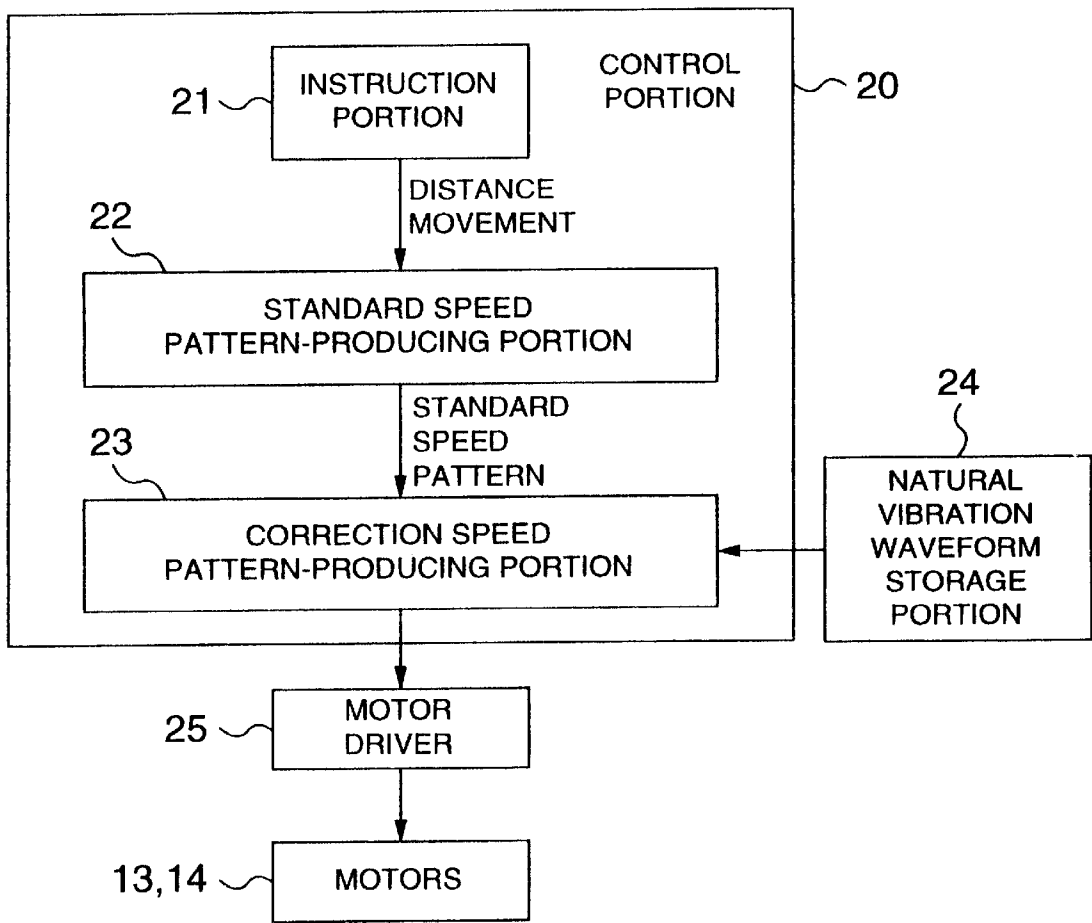 INSTRUCTION
PORTION
21
CONTROL
PORTION
20
DISTANCE
MOVEMENT
22
STANDARD SPEED
PATTERN-PRODUCING PORTION
STANDARD
SPEED
PATTERN
23
CORRECTION SPEED
PATTERN-PRODUCING PORTION
24
NATURAL
VIBRATION
WAVEFORM
STORAGE
PORTION
25
MOTOR
DRIVER
13,14
MOTORS